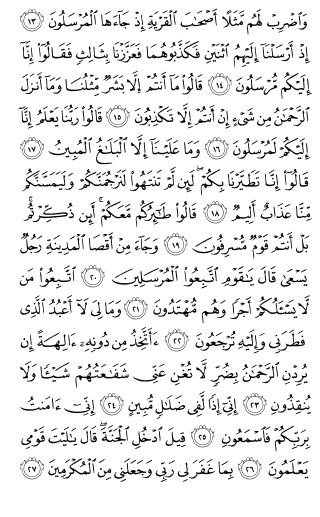 وَٱضۡرِبۡ لَهُم مَّثَلًا أَصۡحَٰبَ ٱلۡقَرۡيَةِ إِذۡ جَآءَهَا ٱلۡمُرۡسَلُونَ ١٣
إِذۡ أَرۡسَلۡنَآ إِلَيۡهِمُ ٱثۡنَيۡنِ فَكَذَّبُوهُمَا فَعَزَّزۡنَا بِثَالِثٖ فَقَالُوٓاْ إِنَّآ
إِلَيۡكُم مُّرۡسَلُونَ ١٤ قَالُواْ مَآ أَنتُمۡ إِلَّا بَشَرٞ مِّثۡلُنَا وَمَآ أَنزَلَ
ٱلرَّحۡمَٰنُ مِن شَيۡءٍ إِنۡ أَنتُمۡ إِلَّا تَكۡذِبُونَ ١٥ قَالُواْ رَبُّنَا يَعۡلَمُ إِنَّآ
إِلَيۡكُمۡ لَمُرۡسَلُونَ ١٦ وَمَا عَلَيۡنَآ إِلَّا ٱلۡبَلَٰغُ ٱلۡمُبِينُ ١٧
قَالُوٓاْ إِنَّا تَطَيَّرۡنَا بِكُمۡۖ لَئِن لَّمۡ تَنتَهُواْ لَنَرۡجُمَنَّكُمۡ وَلَيَمَسَّنَّكُم
مِّنَّا عَذَابٌ أَلِيمٞ ١٨ قَالُواْ طَٰٓئِرُكُم مَّعَكُمۡ أَئِن ذُكِّرۡتُمۚ
بَلۡ أَنتُمۡ قَوۡمٞ مُّسۡرِفُونَ ١٩ وَجَآءَ مِنۡ أَقۡصَا ٱلۡمَدِينَةِ رَجُلٞ
يَسۡعَىٰ قَالَ يَٰقَوۡمِ ٱتَّبِعُواْ ٱلۡمُرۡسَلِينَ ٢٠ ٱتَّبِعُواْ مَن
لَّا يَسۡـَٔلُكُمۡ أَجۡرٗا وَهُم مُّهۡتَدُونَ ٢١ وَمَا لِيَ لَآ أَعۡبُدُ ٱلَّذِي
فَطَرَنِي وَإِلَيۡهِ تُرۡجَعُونَ ٢٢ ءَأَتَّخِذُ مِن دُونِهِۦٓ ءَالِهَةً إِن
يُرِدۡنِ ٱلرَّحۡمَٰنُ بِضُرّٖ لَّا تُغۡنِ عَنِّي شَفَٰعَتُهُمۡ شَيۡـٔٗا وَلَا
يُنقِذُونِ ٢٣ إِنِّيٓ إِذٗا لَّفِي ضَلَٰلٖ مُّبِينٍ ٢٤ إِنِّيٓ ءَامَنتُ
بِرَبِّكُمۡ فَٱسۡمَعُونِ ٢٥ قِيلَ ٱدۡخُلِ ٱلۡجَنَّةَۖ قَالَ يَٰلَيۡتَ قَوۡمِي
يَعۡلَمُونَ ٢٦ بِمَا غَفَرَ لِي رَبِّي وَجَعَلَنِي مِنَ ٱلۡمُكۡرَمِينَ ٢٧